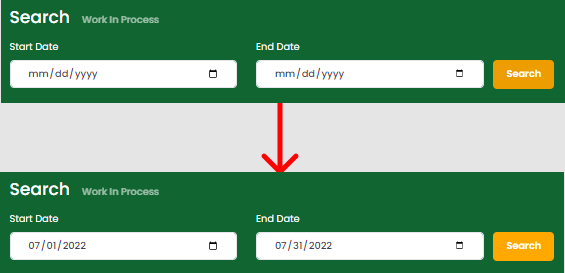 Search Work In Process
Start Date End Date
mm/dd/yyyy mm/dd/yyyy Search
Search Work In Process
Start Date End Date
07/01/2022 07/31/2022 Search